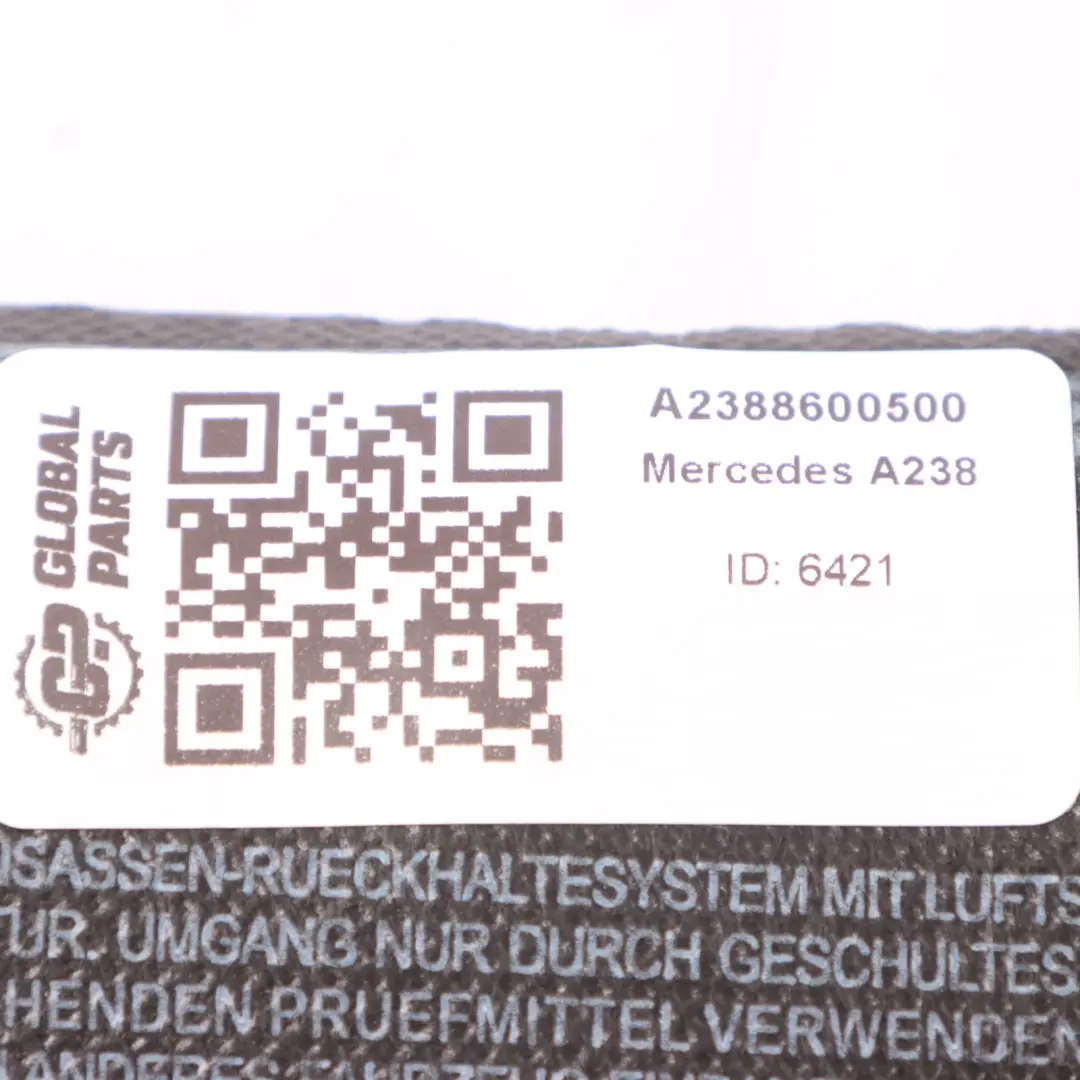 GLOBAL
PARTS
A2388600500
Mercedes A238
ID: 6421
SASSEN-RUECKHALTESYSTEM MIT LUFTS
TUR. UMGANG NUR DURCH GESCHULTES
HENDEN PRUEFMITTEL VERWENDEN